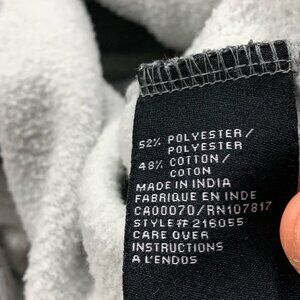 52% POLYESTER/
POLYESTER
48% COTTON/
COTON
MADE IN INDIA
FABRIQUE EN INDE
CA00070/RN107817
STYLE# 216055
CARE OVER
INSTRUCTIONS
A L'ENDOS